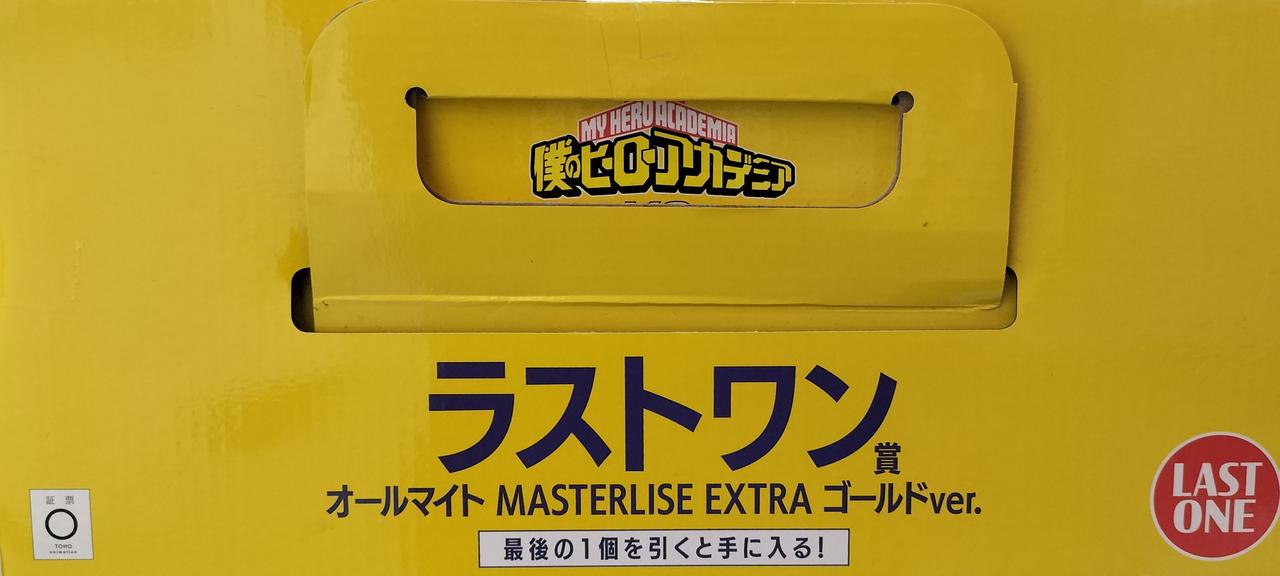 MY HERO ACADEMIA
僕のヒーローアカデミア
ラストワン賞
オールマイト MASTERLISE EXTRA ゴールドver.
最後の1個を引くと手に入る!
LAST
ONE
証票
TOHO
animation